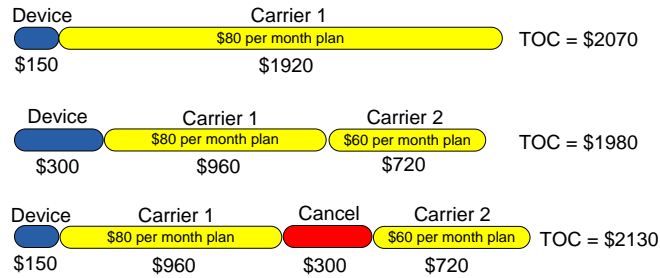 Device Carrier 1
$80 per month plan TOC = $2070
$150 $1920
Device Carrier 1 Carrier 2
$80 per month plan $60 per month plan TOC = $1980
$300 $960 $720
Device Carrier 1 Cancel Carrier 2
$80 per month plan $60 per month plan TOC = $2130
$150 $960 $300 $720